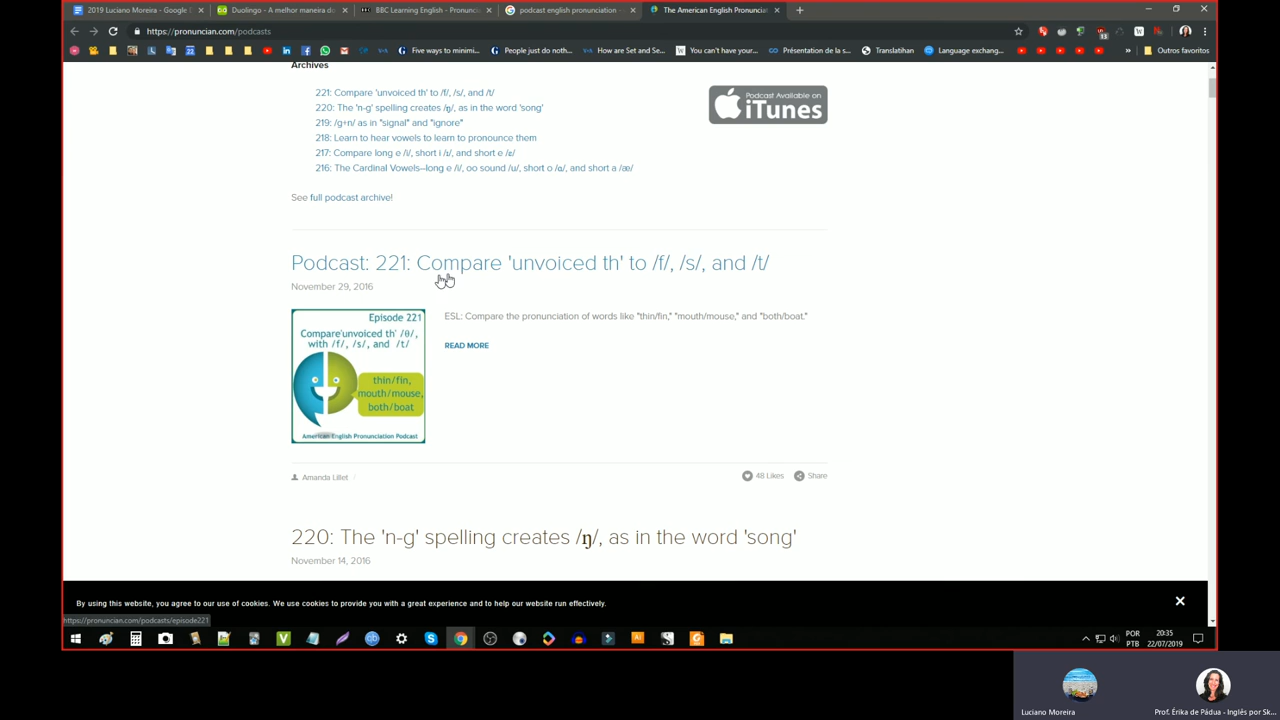 2019 Luciano Moreira - Google E
Duolingo - A melhor maneira de
BBC Learning English - Pronunci
podcast english pronunciation -
The American English Pronuncian
https://pronuncian.com/podcasts
Five ways to minimi...
People just do noth...
How are Set and Se...
You can't have your...
Présentation de la s...
Translatihan
Language exchang...
»
Outros favoritos
Archives
221: Compare 'unvoiced th' to /f/, /s/, and /t/
220: The 'n-g' spelling creates /ŋ/, as in the word 'song'
219: /g+n/ as in "signal" and "ignore"
218: Learn to hear vowels to learn to pronounce them
217: Compare long e /i/, short i /ɪ/, and short e /ɛ/
216: The Cardinal Vowels–long e /i/, oo sound /u/, short o /ɑ/, and short a /æ/
Podcast Available on
iTunes
See full podcast archive!
Podcast: 221: Compare 'unvoiced th' to /f/, /s/, and /t/
November 29, 2016
Episode 221
Compare 'unvoiced th' /θ/,
with /f/, /s/, and /t/
thin/fin,
mouth/mouse,
both/boat
American English Pronunciation Podcast
ESL: Compare the pronunciation of words like "thin/fin," "mouth/mouse," and "both/boat."
READ MORE
Amanda Lillet /
48 Likes
Share
220: The 'n-g' spelling creates /ŋ/, as in the word 'song'
November 14, 2016
By using this website, you agree to our use of cookies. We use cookies to provide you with a great experience and to help our website run effectively.
https://pronuncian.com/podcasts/episode221
POR
PTB
20:35
22/07/2019
Luciano Moreira
Prof. Érika de Pádua - Inglês por Sk...